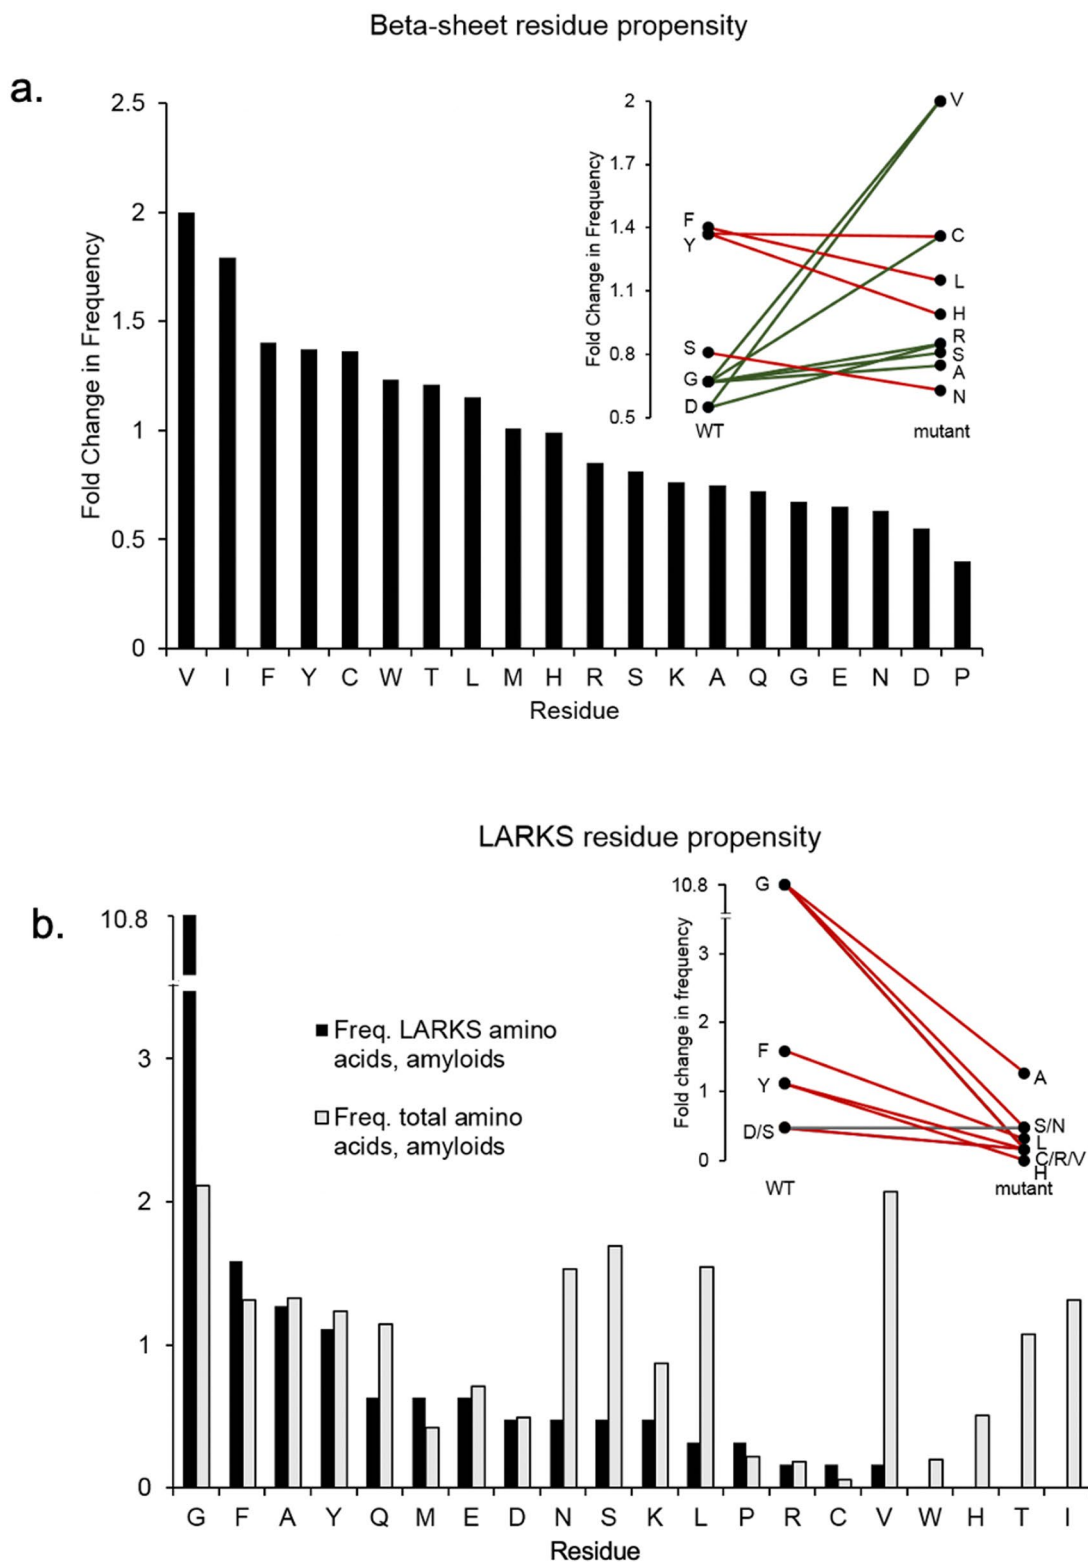 Beta-sheet residue propensity
a.
Fold Change in Frequency
2.5
2
1.5
1
0.5
0
V I F Y C W T L M H R S K A Q G E N D P
Residue
Fold Change in Frequency
2
1.7
1.4
1.1
0.8
0.5
F
Y
S
G
D
V
C
L
H
R
S
A
N
WT mutant
LARKS residue propensity
b.
10.8
3
2
1
0
Freq. LARKS amino
acids, amyloids
Freq. total amino
acids, amyloids
G F A Y Q M E D N S K L P R C V W H T I
Residue
Fold change in frequency
10.8
3
2
1
0
G
F
Y
D/S
A
S/N
L
C/R/V
H
WT mutant